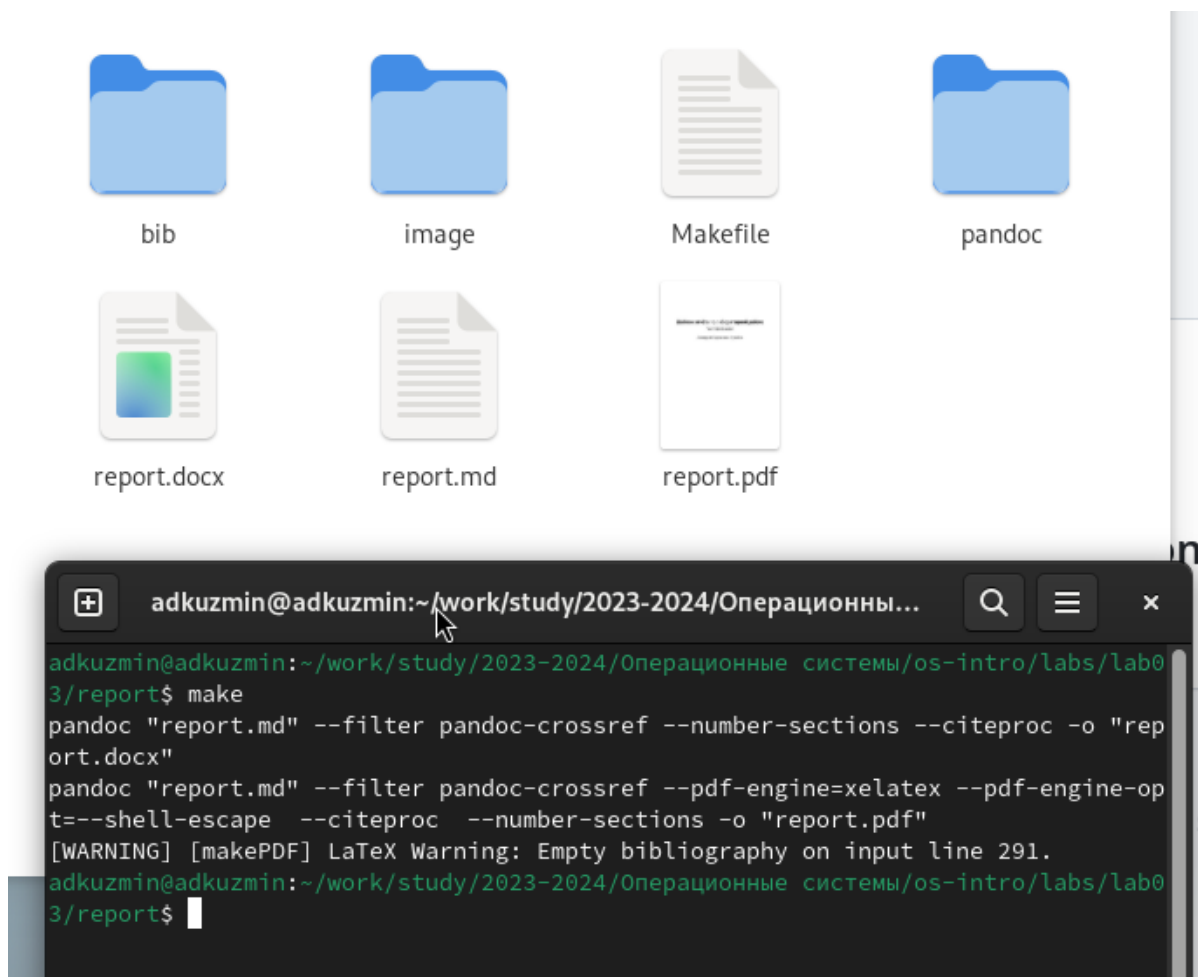 bib
image
Makefile
pandoc
report.docx
report.md
report.pdf
adkuzmin@adkuzmin:~/work/study/2023-2024/Операционны...
adkuzmin@adkuzmin:~/work/study/2023-2024/Операционные системы/os-intro/labs/lab0
3/report$ make
pandoc "report.md" --filter pandoc-crossref --number-sections --citeproc -o "rep
ort.docx"
pandoc "report.md" --filter pandoc-crossref --pdf-engine=xelatex --pdf-engine-op
t=--shell-escape  --citeproc  --number-sections -o "report.pdf"
[WARNING] [makePDF] LaTeX Warning: Empty bibliography on input line 291.
adkuzmin@adkuzmin:~/work/study/2023-2024/Операционные системы/os-intro/labs/lab0
3/report$